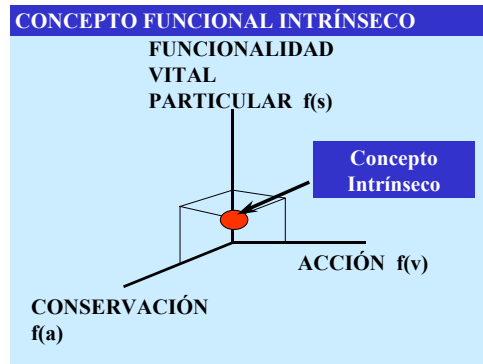 CONCEPTO FUNCIONAL INTRÍNSECO
FUNCIONALIDAD
VITAL
PARTICULAR f(s)
Concepto
Intrínseco
ACCIÓN f(v)
CONSERVACIÓN
f(a)